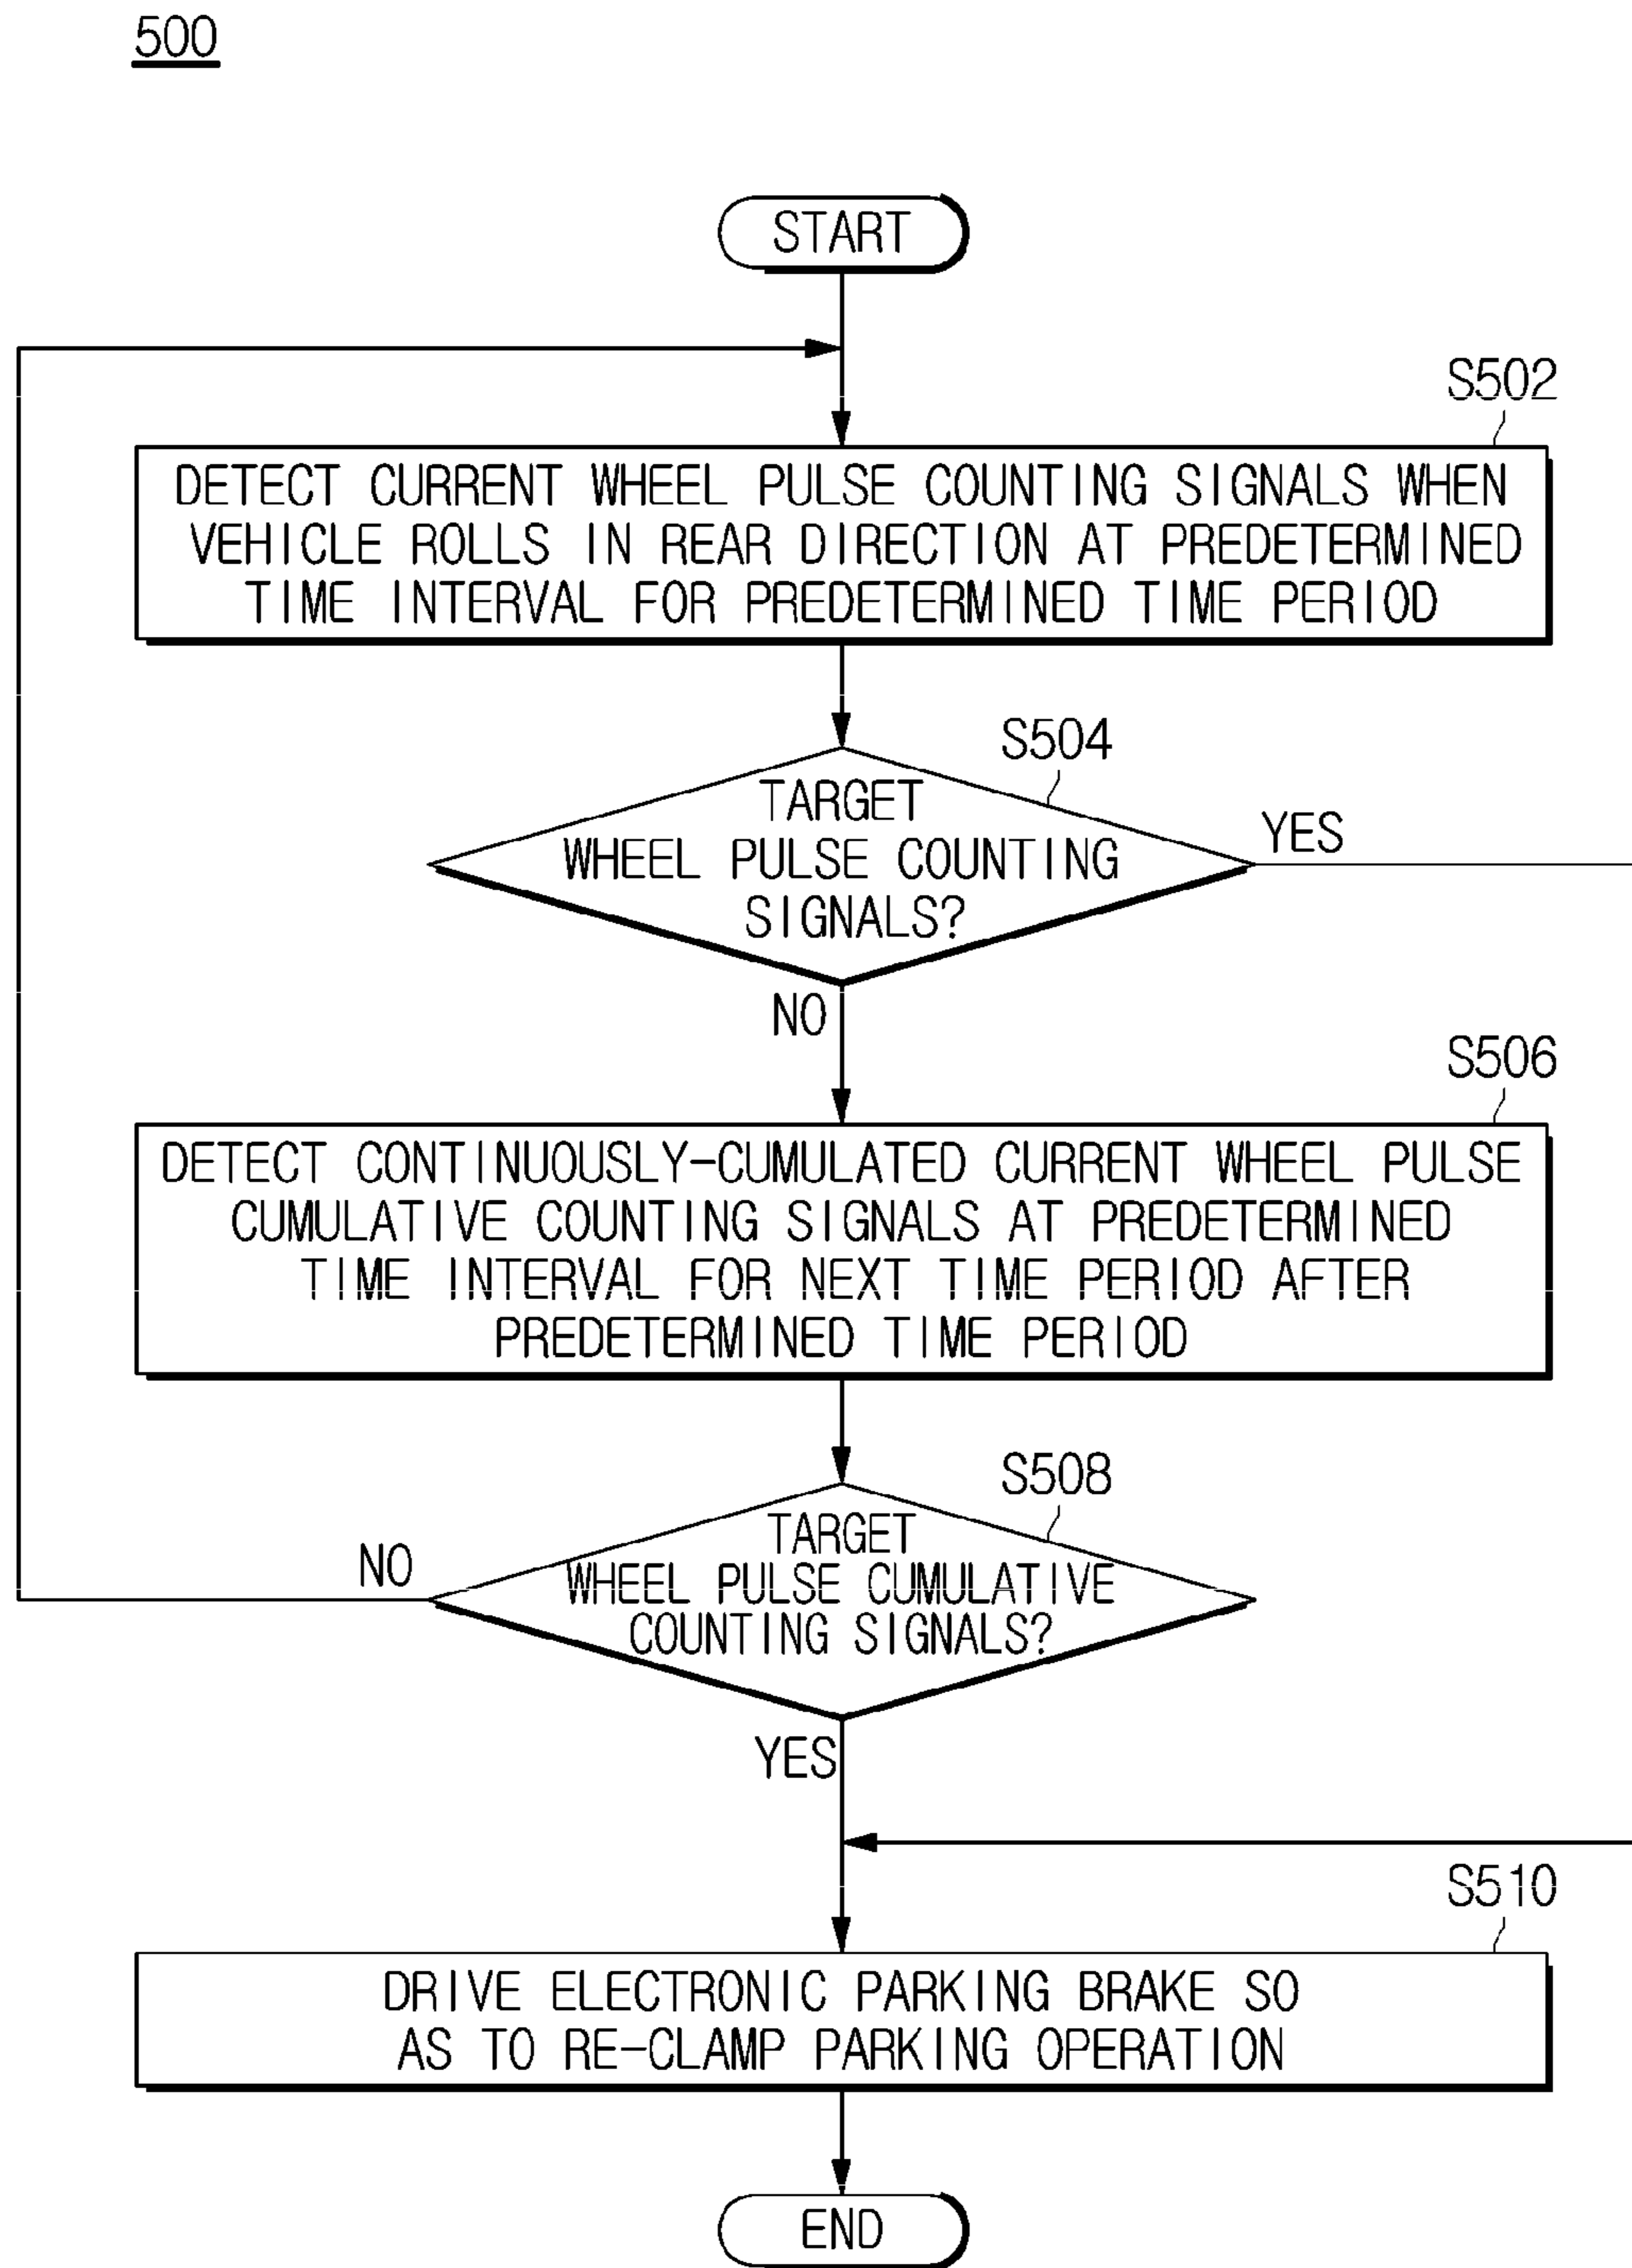 500
START
S502
DETECT CURRENT WHEEL PULSE COUNTING SIGNALS WHEN
VEHICLE ROLLS IN REAR DIRECTION AT PREDETERMINED
TIME INTERVAL FOR PREDETERMINED TIME PERIOD
S504
TARGET
WHEEL PULSE COUNTING
SIGNALS?
YES
NO
S506
DETECT CONTINUOUSLY-CUMULATED CURRENT WHEEL PULSE
CUMULATIVE COUNTING SIGNALS AT PREDETERMINED
TIME INTERVAL FOR NEXT TIME PERIOD AFTER
PREDETERMINED TIME PERIOD
S508
TARGET
WHEEL PULSE CUMULATIVE
COUNTING SIGNALS?
NO
YES
S510
DRIVE ELECTRONIC PARKING BRAKE SO
AS TO RE-CLAMP PARKING OPERATION
END